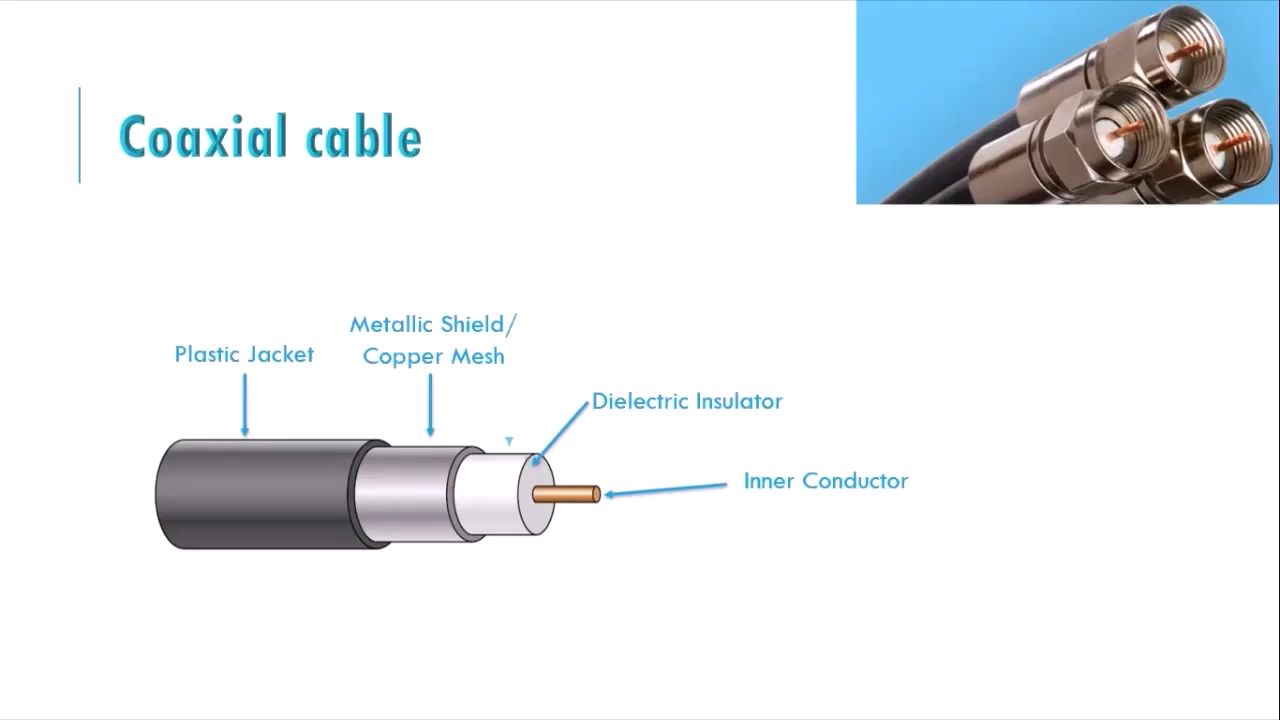 Coaxial cable
Metallic Shield/
Copper Mesh
Plastic Jacket
Dielectric Insulator
Inner Conductor